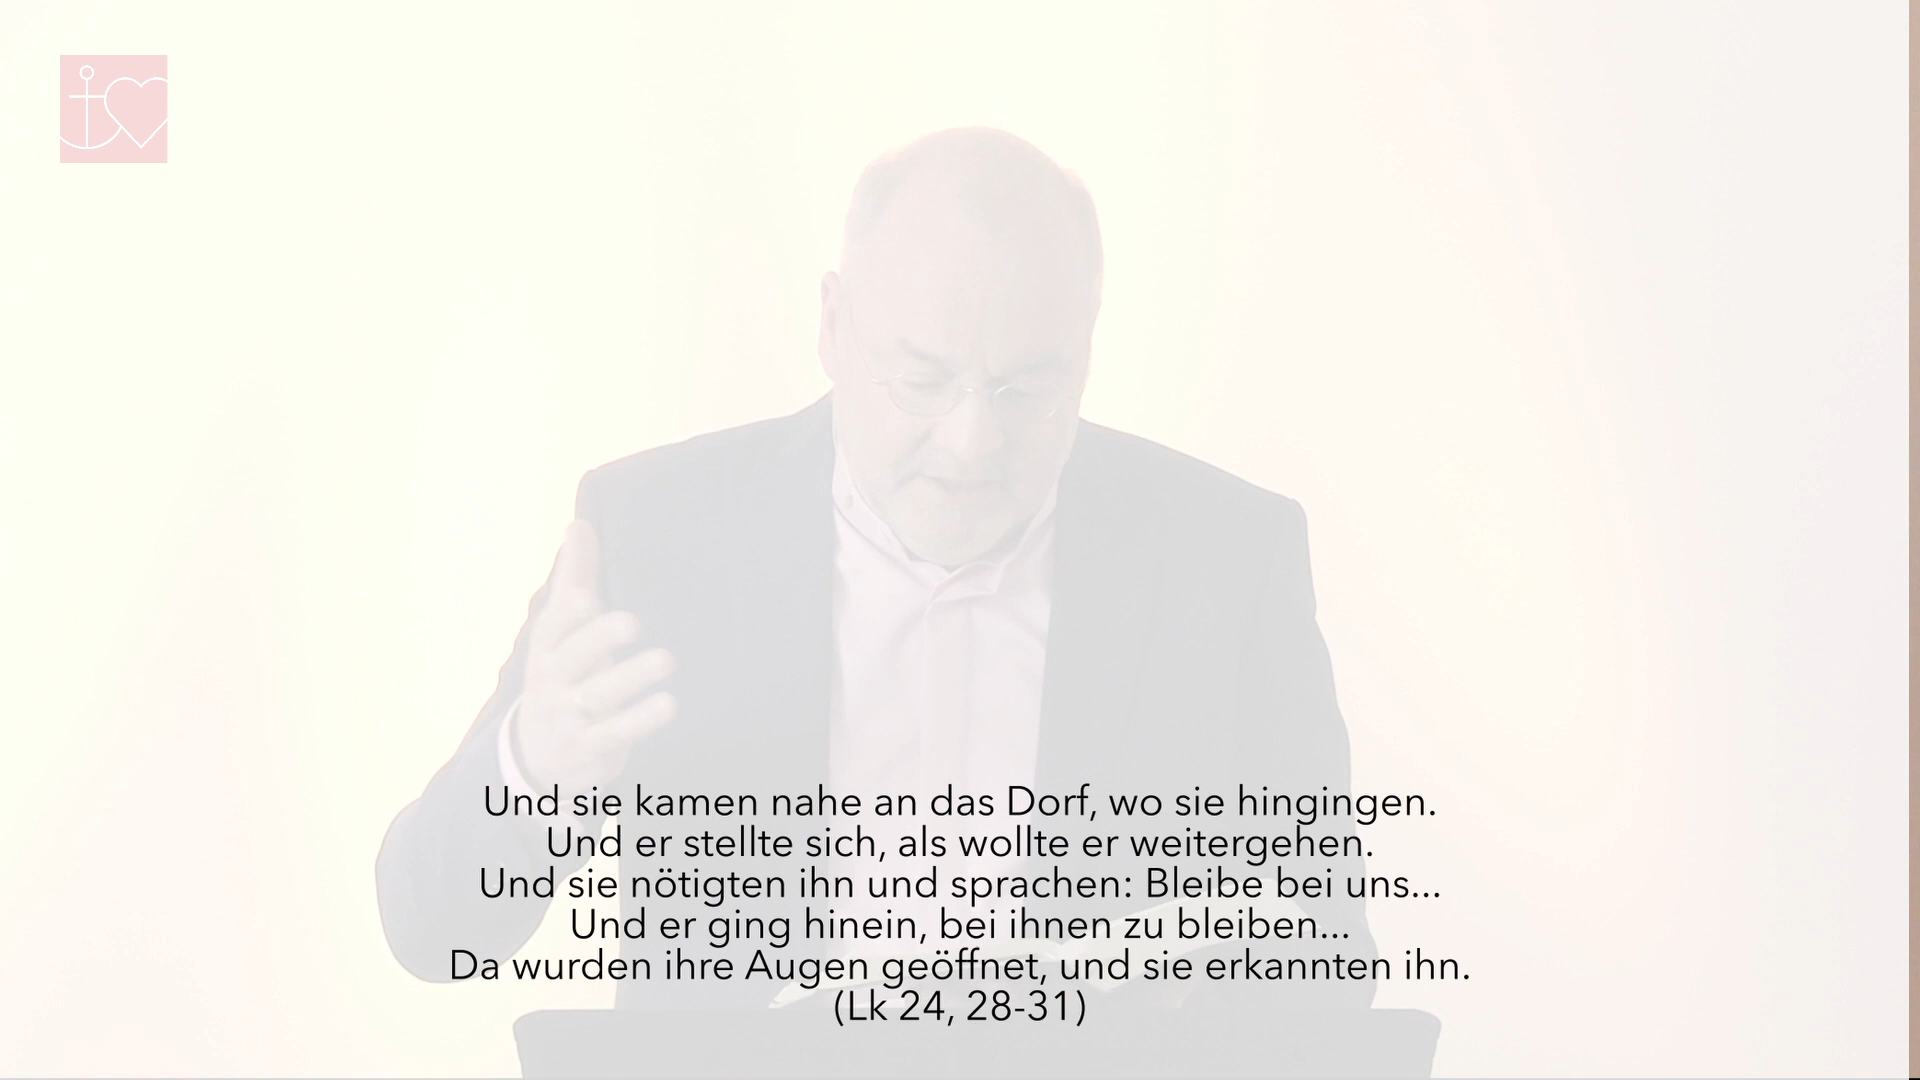 Und sie kamen nahe an das Dorf, wo sie hingingen.
Und er stellte sich, als wollte er weitergehen.
Und sie nötigten ihn und sprachen: Bleibe bei uns...
Und er ging hinein, bei ihnen zu bleiben...
Da wurden ihre Augen geöffnet, und sie erkannten ihn.
(Lk 24, 28-31)